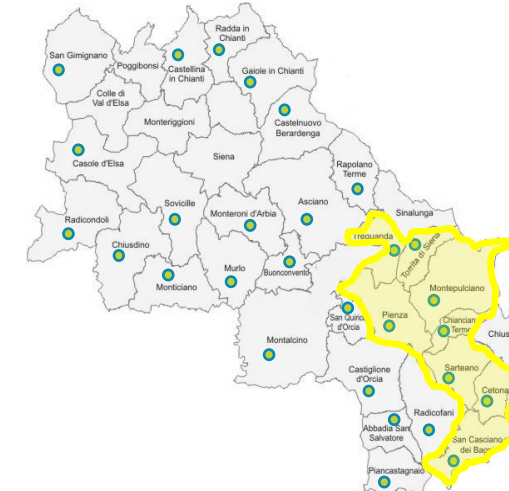 Radda in
Chianti
San Gimignano
Poggibonsi
Castellina
in Chianti
Gaiole in Chianti
Colle di
Val d'Elsa
Monteriggioni
Castelnuovo
Berardenga
Casole d'Elsa
Siena
Rapolano
Terme
Radicondoli
Sovicille
Monteroni d'Arbia
Asciano
Sinalunga
Trequanda
Torrita di Siena
Chiusdino
Monticiano
Murlo
Buonconvento
Montepulciano
San Quirico
d'Orcia
Pienza
Chianciano
Terme
Chius
Montalcino
Castiglione
d'Orcia
Sarteano
Cetona
Radicofani
Abbadia San
Salvatore
San Casciano
dei Bagni
Piancastagnaio